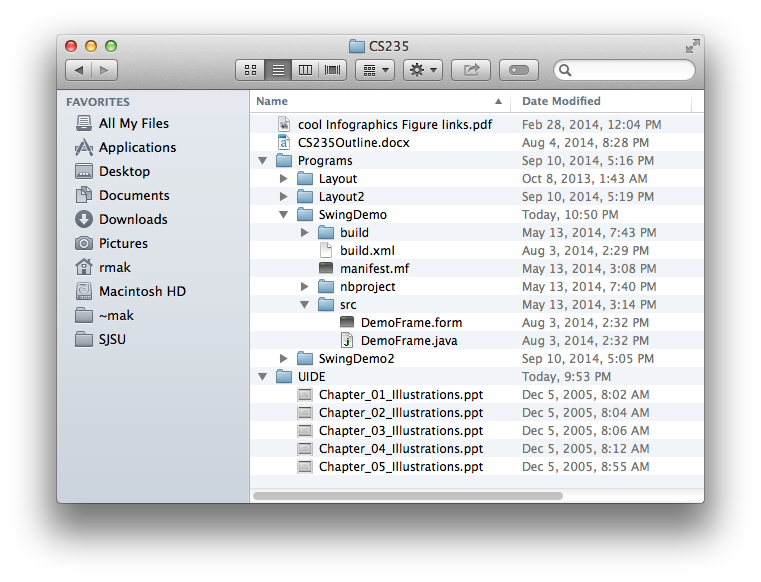 CS235
FAVORITES
All My Files
Applications
Desktop
Documents
Downloads
Pictures
rmak
Macintosh HD
~mak
SJSU
Name Date Modified
cool Infographics Figure links.pdf Feb 28, 2014, 12:04 PM
CS235Outline.docx Aug 4, 2014, 8:28 PM
Programs Sep 10, 2014, 5:16 PM
Layout Oct 8, 2013, 1:43 AM
Layout2 Sep 10, 2014, 5:19 PM
SwingDemo Today, 10:50 PM
build May 13, 2014, 7:43 PM
build.xml Aug 3, 2014, 2:29 PM
manifest.mf May 13, 2014, 3:08 PM
nbproject May 13, 2014, 7:40 PM
src May 13, 2014, 3:14 PM
DemoFrame.form Aug 3, 2014, 2:32 PM
DemoFrame.java Aug 3, 2014, 2:32 PM
SwingDemo2 Sep 10, 2014, 5:05 PM
UIDE Today, 9:53 PM
Chapter_01_Illustrations.ppt Dec 5, 2005, 8:02 AM
Chapter_02_Illustrations.ppt Dec 5, 2005, 8:04 AM
Chapter_03_Illustrations.ppt Dec 5, 2005, 8:06 AM
Chapter_04_Illustrations.ppt Dec 5, 2005, 8:12 AM
Chapter_05_Illustrations.ppt Dec 5, 2005, 8:55 AM